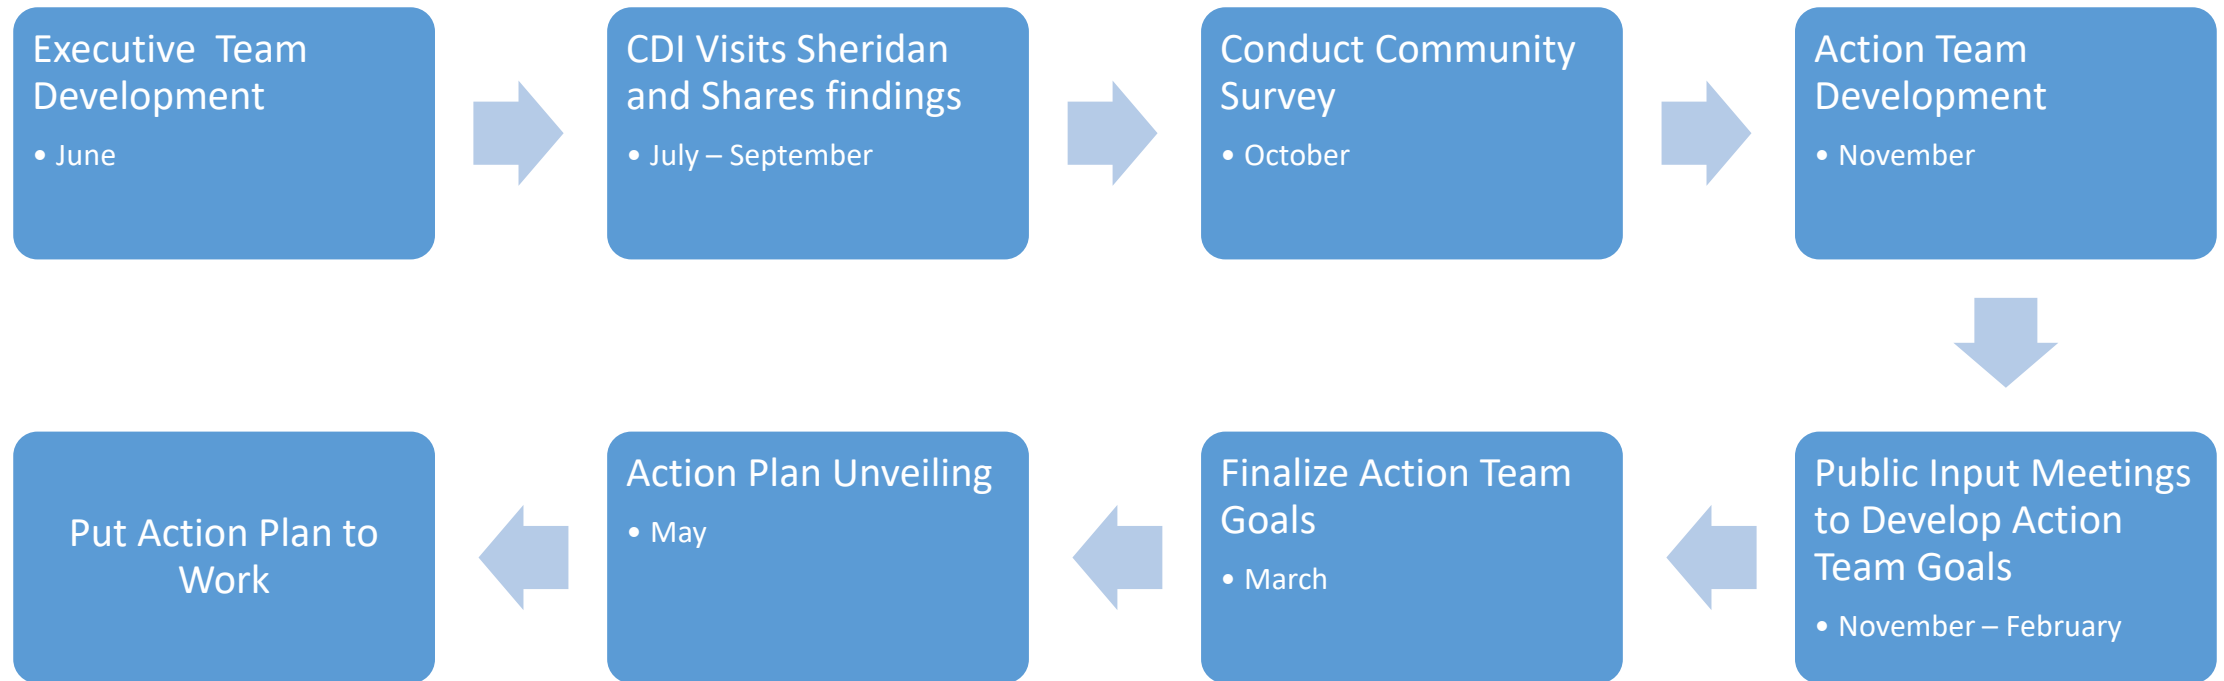 Executive  Team
Development
• June
CDI Visits Sheridan
and Shares findings
• July – September
Conduct Community
Survey
• October
Action Team
Development
• November
Public Input Meetings
to Develop Action
Team Goals
• November – February
Finalize Action Team
Goals
• March
Action Plan Unveiling
• May
Put Action Plan to
Work